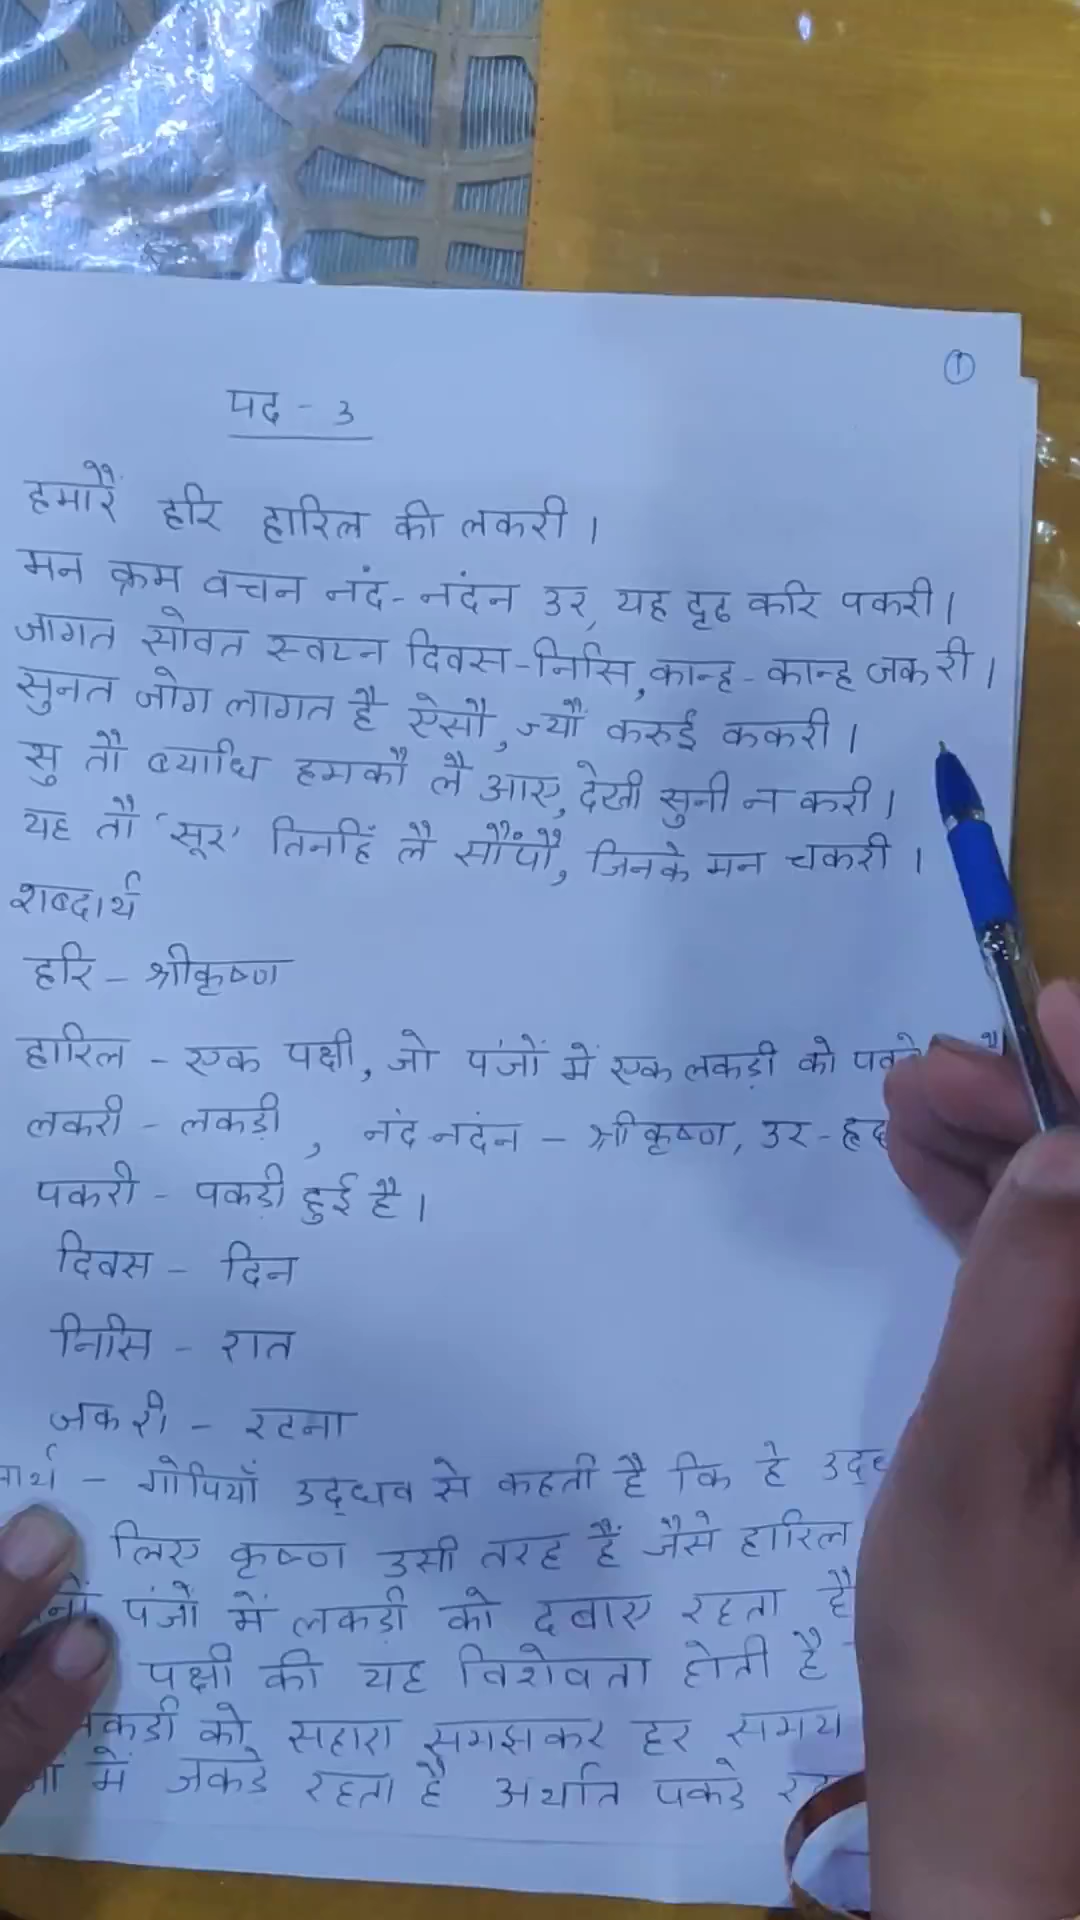 ①
पद - 3
हमारैं हरि हारिल की लकरी।
मन क्रम वचन नंद-नंदन उर, यह दृढ करि पकरी।
जागत सोवत स्वप्न दिवस-निसि, कान्ह-कान्ह जकरी।
सुनत जोग लागत है ऐसौ, ज्यौं करुई ककरी।
सु तौ ब्याधि हमकौ लै आए, देखी सुनी न करी।
यह तौ 'सूर' तिनहिं लै सौंपौ, जिनके मन चकरी।
शब्दार्थ
हरि - श्रीकृष्ण
हारिल - एक पक्षी, जो पंजों में एक लकड़ी को
लकरी - लकड़ी, नंद नदंन - श्रीकृष्ण, उर -
पकरी - पकड़ी हुई है।
दिवस - दिन
निसि - रात
जकरी - रटना
- गोपियाँ उद्धव से कहती है कि हे
लिए कृष्ण उसी तरह हैं जैसे हारिल
पंजों में लकड़ी को दबाए रहता है
पक्षी की यह विशेषता होती है
को सहारा समझकर हर समय
में जकडे रहता है अर्थात पकडे